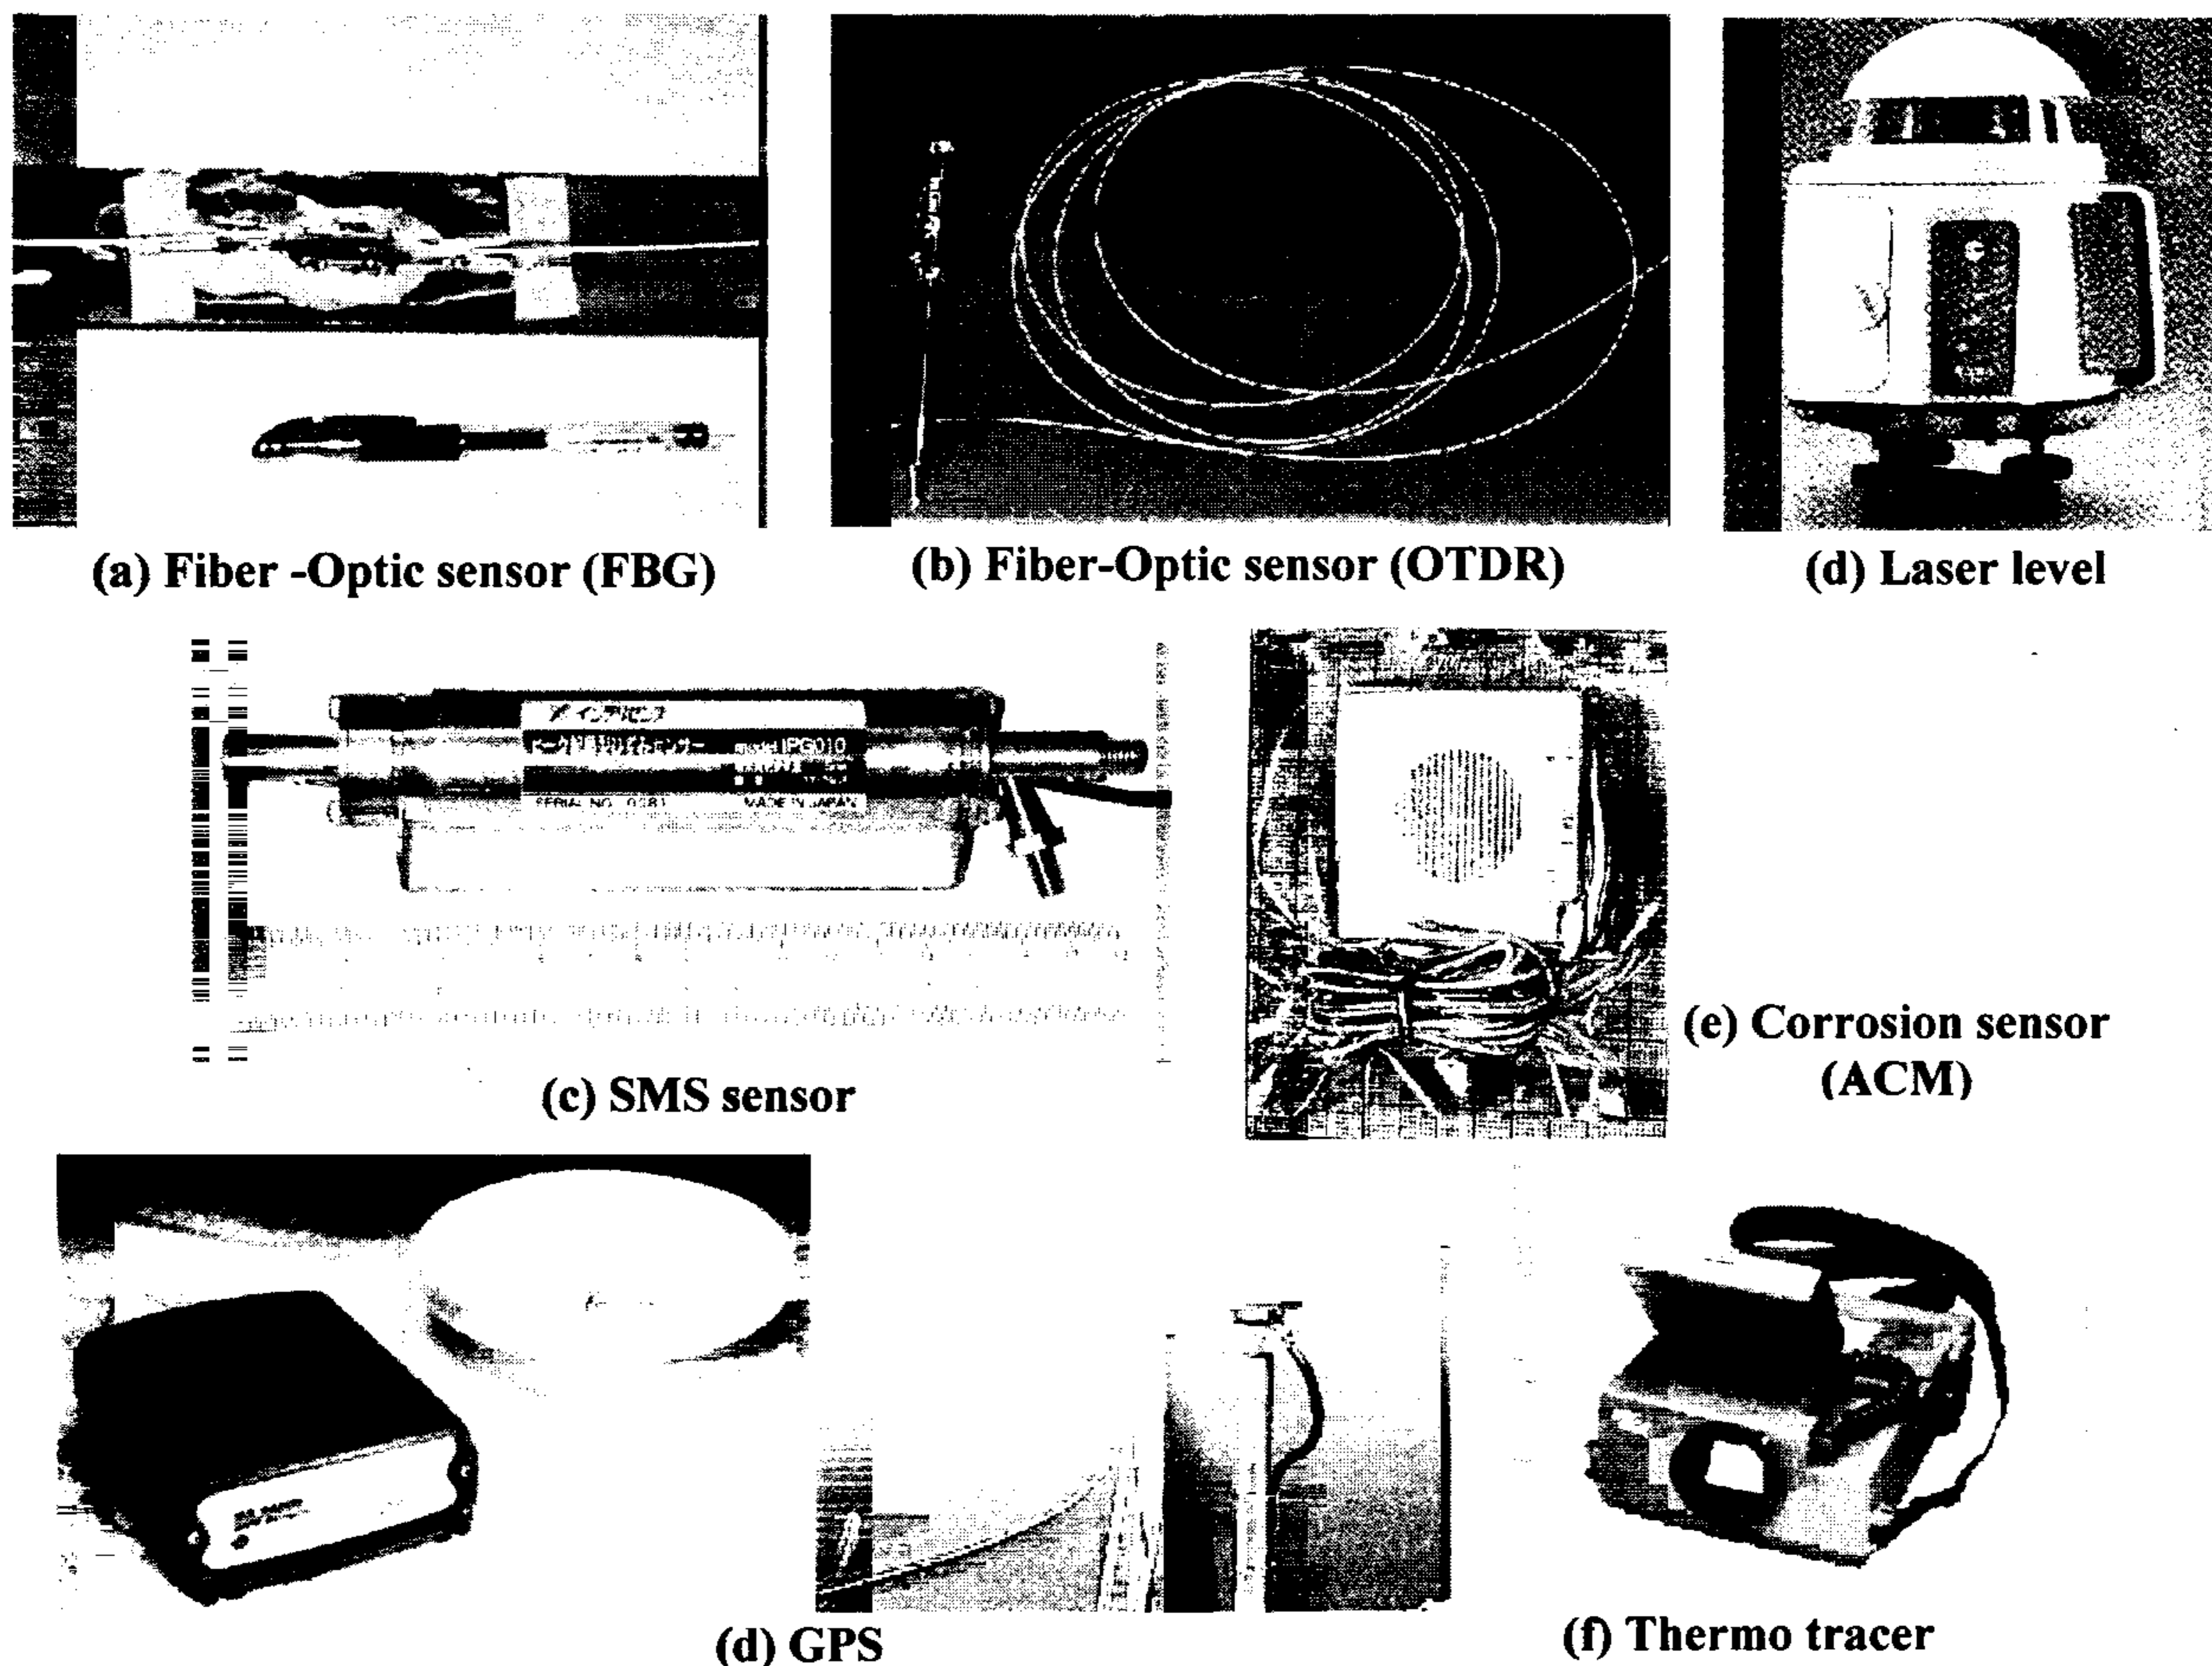 (a) Fiber -Optic sensor (FBG)
(b) Fiber-Optic sensor (OTDR)
(d) Laser level
インテリセンス
model IPG010
SERIAL NO. 0281
MADE IN JAPAN
(c) SMS sensor
(e) Corrosion sensor
(ACM)
(d) GPS
(f) Thermo tracer